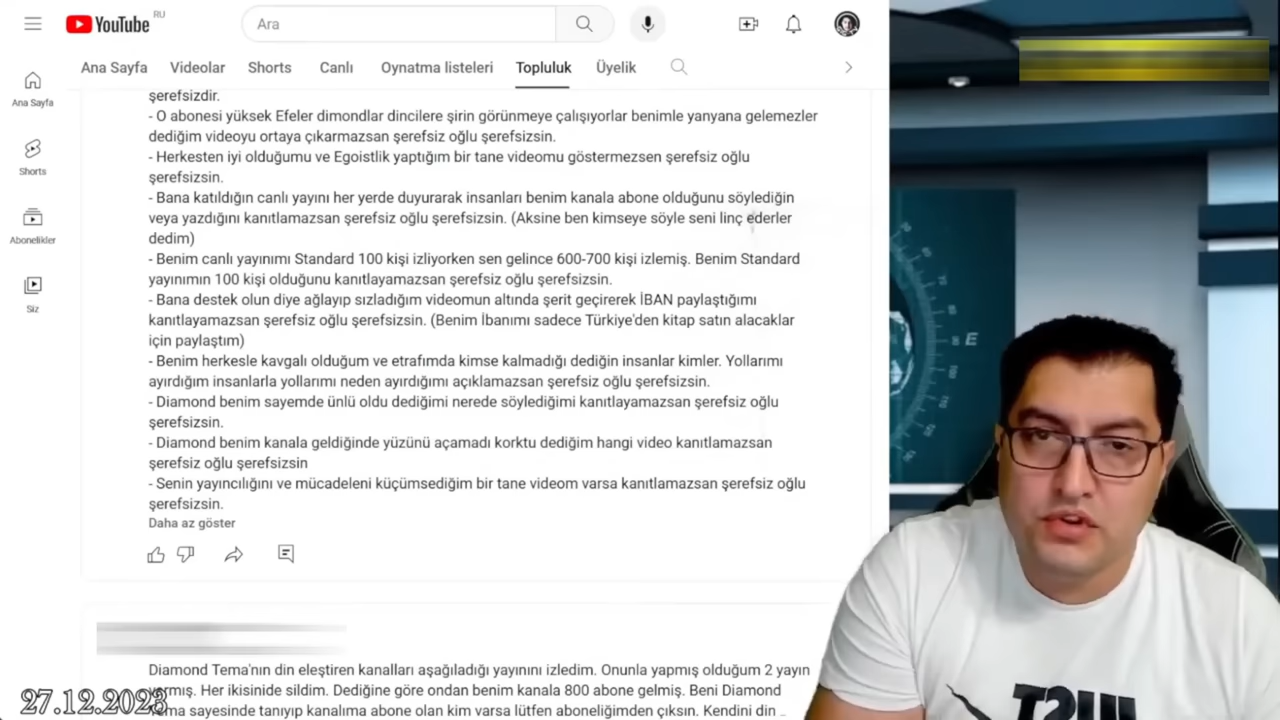 YouTube RU
Ara
Ana Sayfa Videolar Shorts Canlı Oynatma listeleri Topluluk Üyelik
Ana Sayfa
Shorts
Abonelikler
Siz
şerefsizdir.
- O abonesi yüksek Efeler dimondlar dincilere şirin görünmeye çalışıyorlar benimle yanyana gelemezler
dediğim videoyu ortaya çıkarmazsan şerefsiz oğlu şerefsizsin.
- Herkesten iyi olduğumu ve Egoistlik yaptığım bir tane videomu göstermezsen şerefsiz oğlu
şerefsizsin.
- Bana katıldığın canlı yayını her yerde duyurarak insanları benim kanala abone olduğunu söylediğin
veya yazdığını kanıtlamazsan şerefsiz oğlu şerefsizsin. (Aksine ben kimseye söyle seni linç ederler
dedim)
- Benim canlı yayınımı Standard 100 kişi izliyorken sen gelince 600-700 kişi izlemiş. Benim Standard
yayınımın 100 kişi olduğunu kanıtlayamazsan şerefsiz oğlu şerefsizsin.
- Bana destek olun diye ağlayıp sızladığım videomun altında şerit geçirerek İBAN paylaştığımı
kanıtlayamazsan şerefsiz oğlu şerefsizsin. (Benim İbanımı sadece Türkiye'den kitap satın alacaklar
için paylaştım)
- Benim herkesle kavgalı olduğum ve etrafımda kimse kalmadığı dediğin insanlar kimler. Yollarımı
ayırdığım insanlarla yollarımı neden ayırdığımı açıklamazsan şerefsiz oğlu şerefsizsin.
- Diamond benim sayemde ünlü oldu dediğimi nerede söylediğimi kanıtlayamazsan şerefsiz oğlu
şerefsizsin.
- Diamond benim kanala geldiğinde yüzünü açamadı korktu dediğim hangi video kanıtlamazsan
şerefsiz oğlu şerefsizsin
- Senin yayıncılığını ve mücadeleni küçümsediğim bir tane videom varsa kanıtlamazsan şerefsiz oğlu
şerefsizsin.
Daha az göster
Diamond Tema'nın din eleştiren kanalları aşağıladığı yayınını izledim. Onunla yapmış olduğum 2 yayın
Her ikisinide sildim. Dediğine göre ondan benim kanala 800 abone gelmiş. Beni Diamond
sayesinde tanıyıp kanalıma abone olan kim varsa lütfen aboneliğimden çıksın. Kendini din
27.12.2023
E
JUST